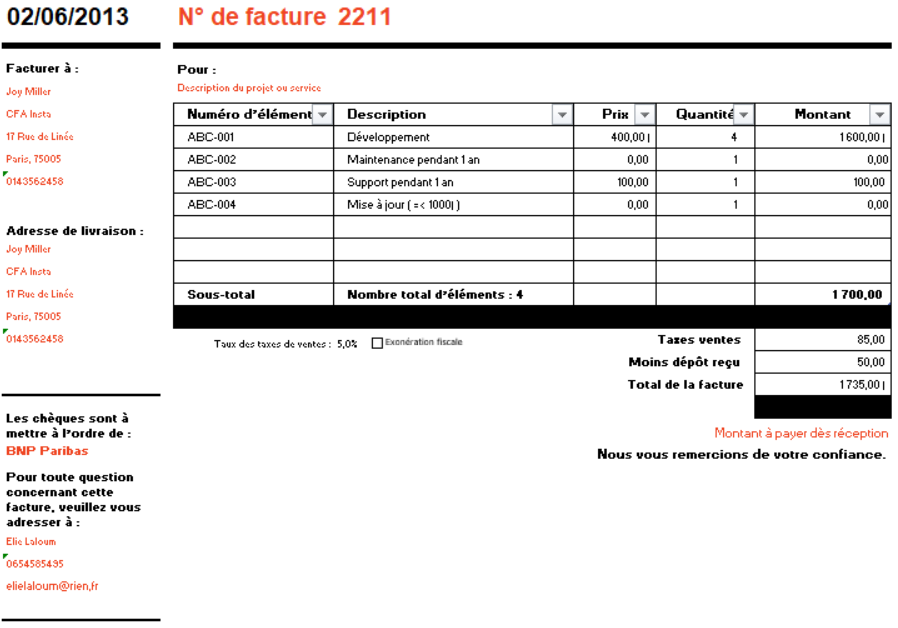 02/06/2013
N° de facture 2211
Facturer à :
Joy Miller
CFA Insta
17 Rue de Linée
Paris, 75005
0143562458
Adresse de livraison :
Joy Miller
CFA Insta
17 Rue de Linée
Paris, 75005
0143562458
Les chèques sont à
mettre à l'ordre de :
BNP Paribas
Pour toute question
concernant cette
facture, veuillez vous
adresser à :
Elie Laloum
0654585495
elielaloum@rien,fr
Pour :
Description du projet ou service
Numéro d'élément Description Prix Quantité Montant
ABC-001 Développement 400,00 4 1600,00
ABC-002 Maintenance pendant 1 an 0,00 1 0,00
ABC-003 Support pendant 1 an 100,00 1 100,00
ABC-004 Mise à jour ( =< 1000 ) 0,00 1 0,00
Sous-total Nombre total d'éléments : 4 1 700,00
Taux des taxes de ventes : 5,0% Exonération fiscale Taxes ventes 85,00
Moins dépôt reçu 50,00
Total de la facture 1735,00
Montant à payer dès réception
Nous vous remercions de votre confiance.